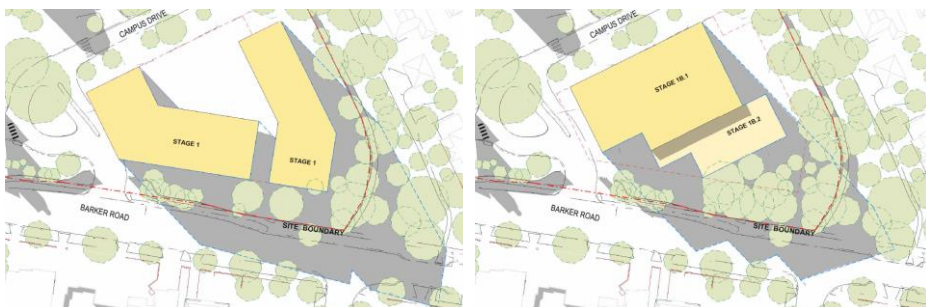 CAMPUS DRIVE
STAGE 1
STAGE 1
BARKER ROAD
SITE BOUNDARY
CAMPUS DRIVE
STAGE 1B.1
STAGE 1B.2
BARKER ROAD
SITE BOUNDARY